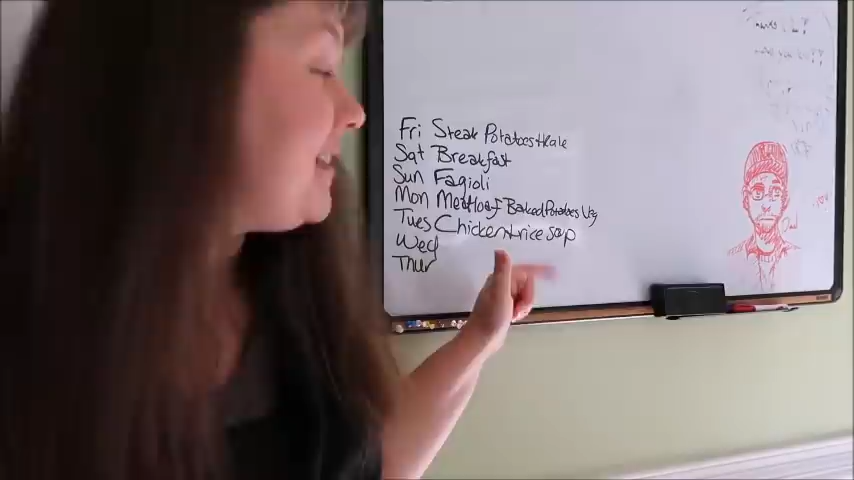 Fri Steak Potatoes+Kale
Sat Breakfast
Sun Fagioli
Mon Meatloaf Baked Potatoes Veg
Tues Chicken+rice soup
Wed
Thur
Dad